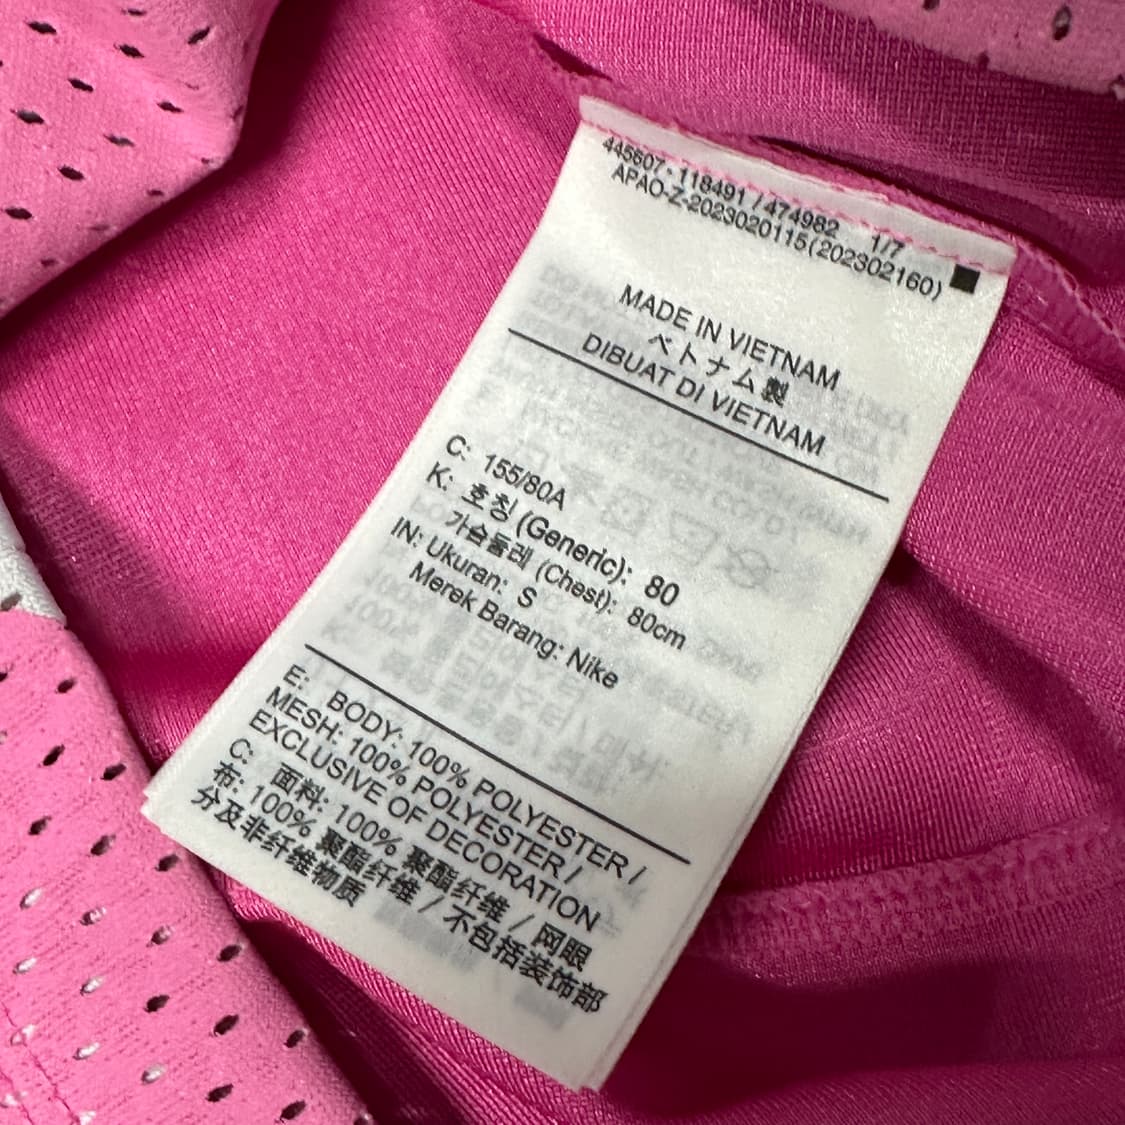 445607 - 118491 / 474982 1/7
APAO-Z-2023020115(202302160)
MADE IN VIETNAM
ベトナム製
DIBUAT DI VIETNAM
C: 155/80A
K: 호칭 (Generic): 80
가슴둘레 (Chest): 80cm
IN: Ukuran: S
Merek Barang: Nike
E: BODY: 100% POLYESTER /
MESH: 100% POLYESTER /
EXCLUSIVE OF DECORATION
C: 面料: 100% 聚酯纤维 / 网眼
布: 100% 聚酯纤维 / 不包括装饰部
分及非纤维物质